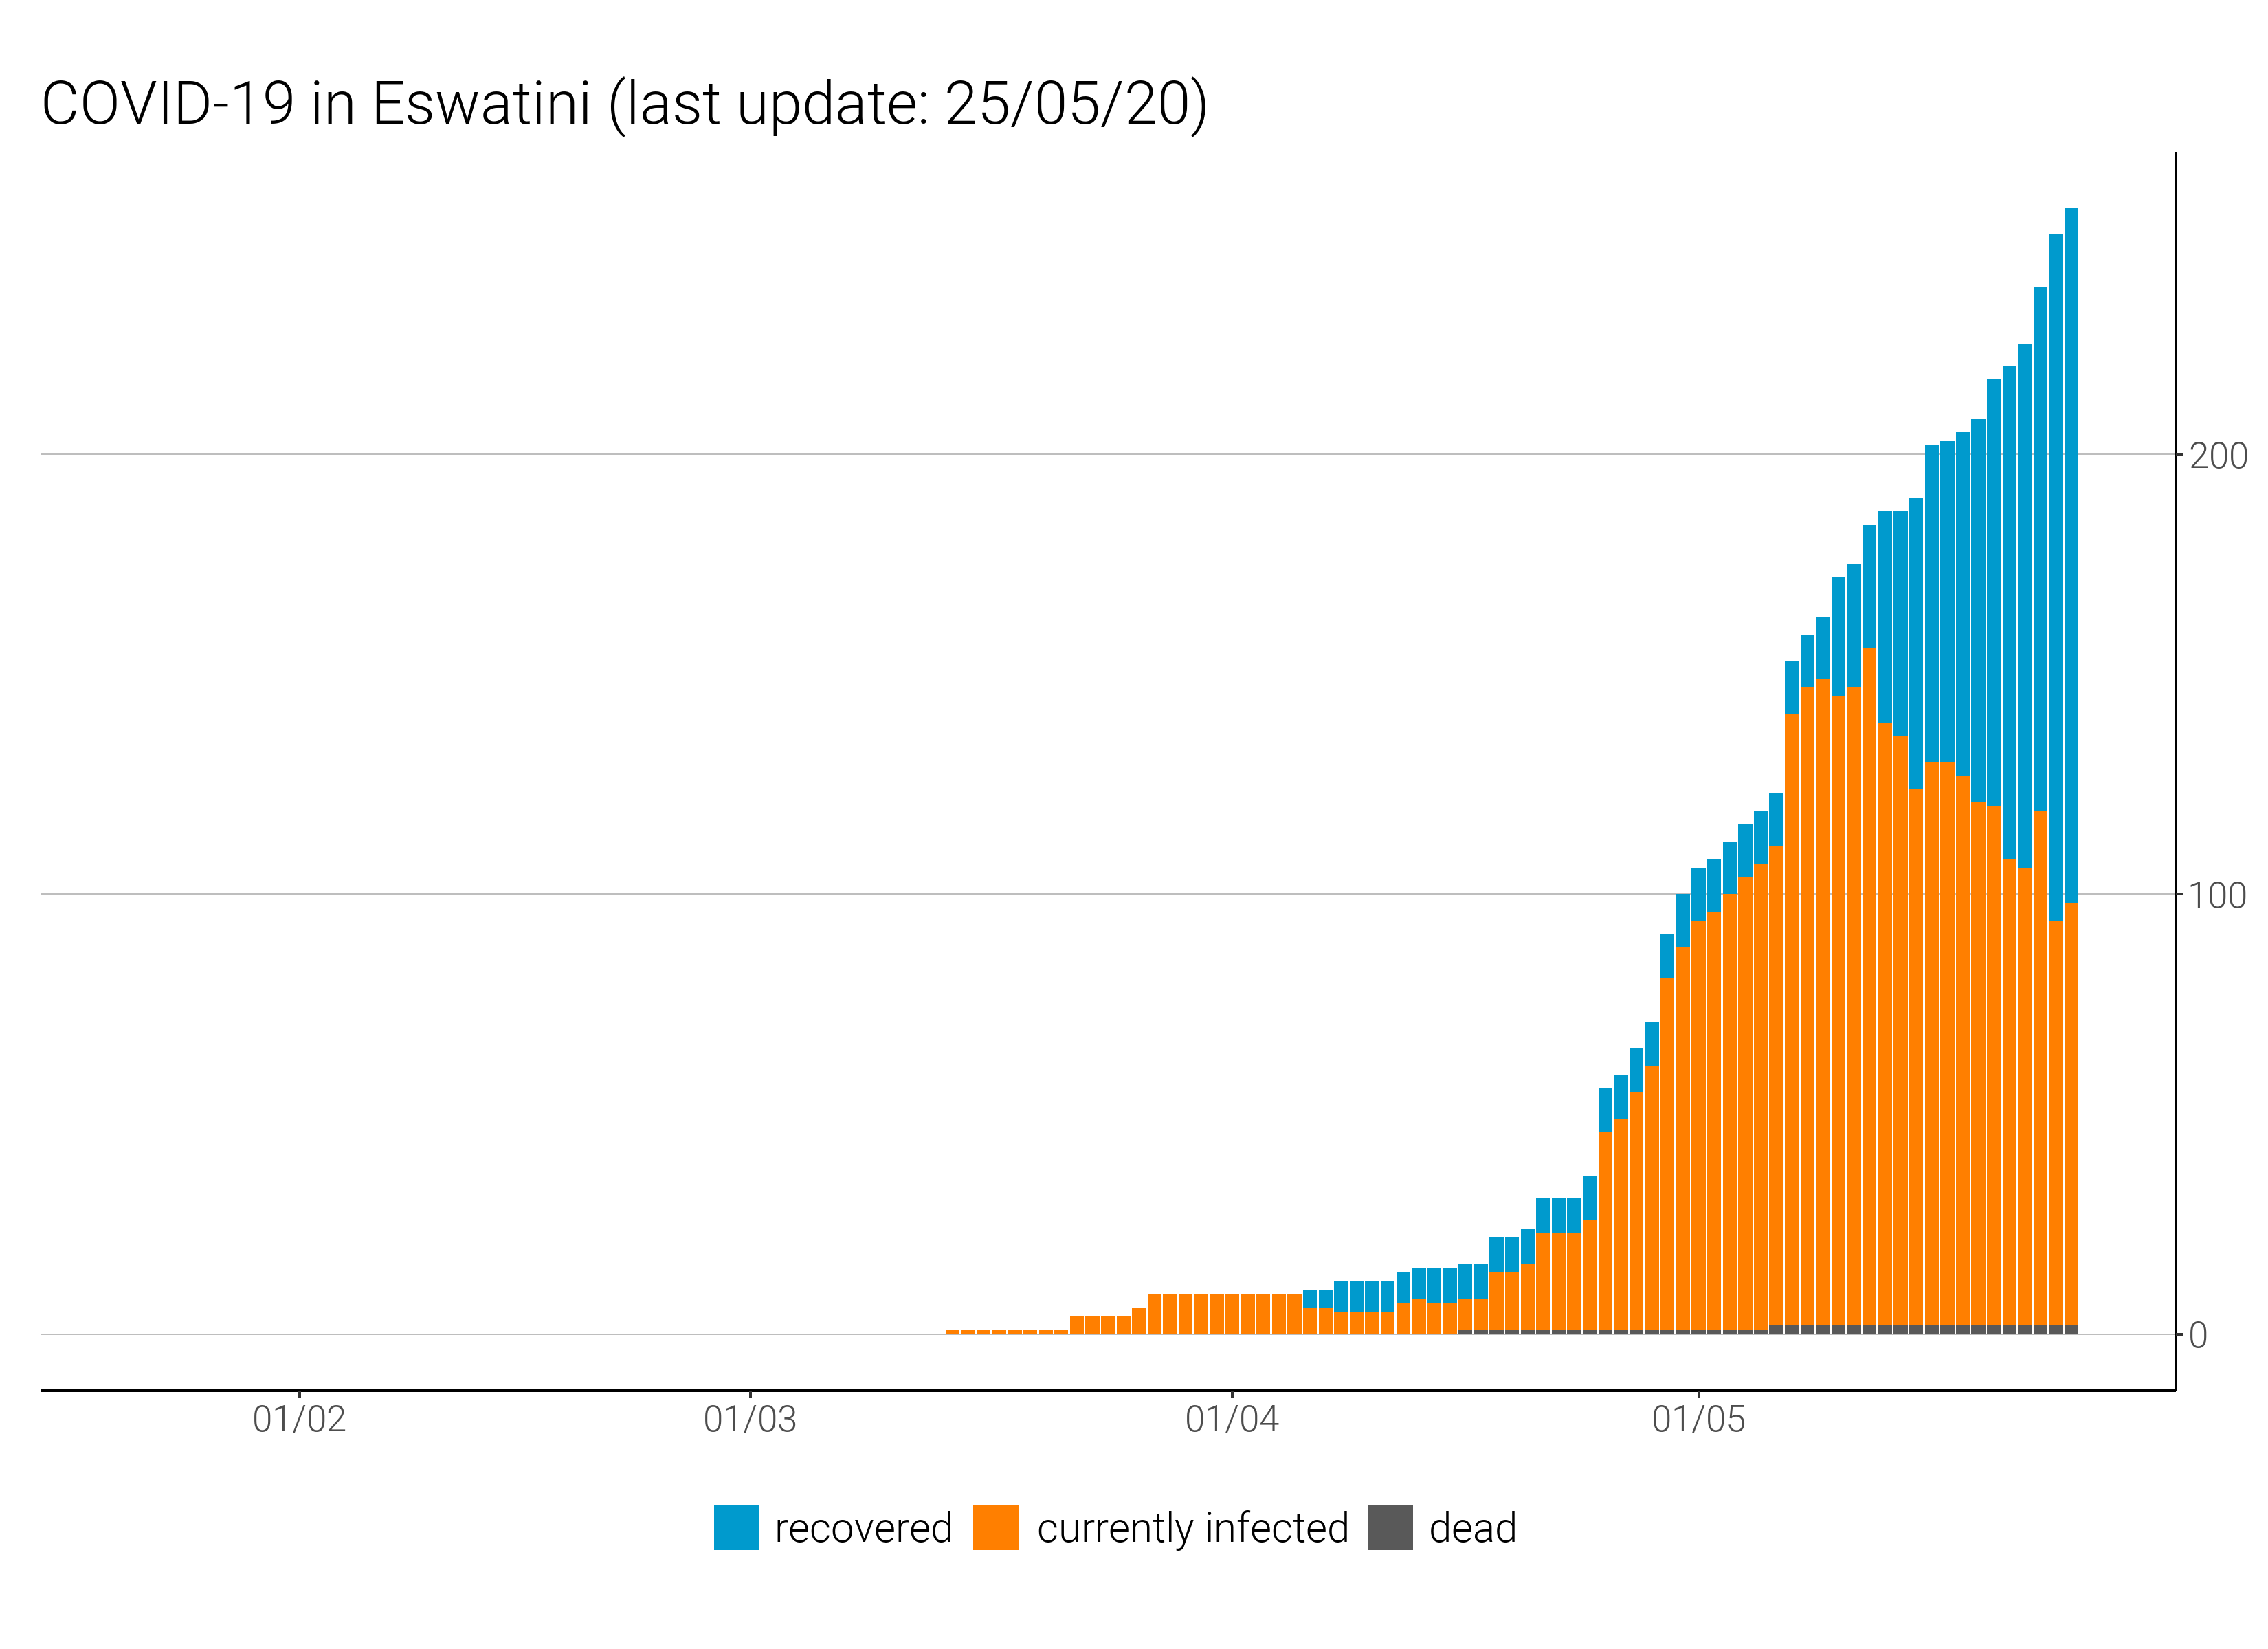 COVID-19 in Eswatini (last update: 25/05/20)
200
100
0
01/02 01/03 01/04 01/05
recovered currently infected dead